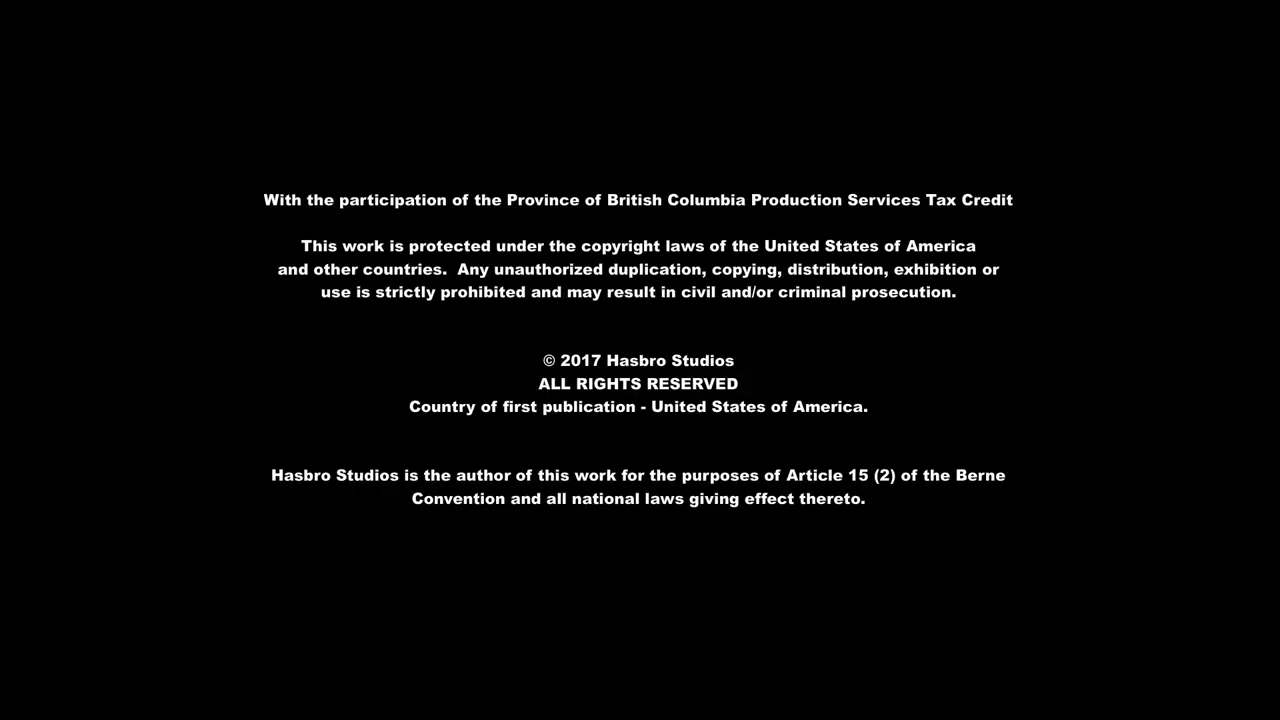 With the participation of the Province of British Columbia Production Services Tax Credit
This work is protected under the copyright laws of the United States of America
and other countries.  Any unauthorized duplication, copying, distribution, exhibition or
use is strictly prohibited and may result in civil and/or criminal prosecution.
© 2017 Hasbro Studios
ALL RIGHTS RESERVED
Country of first publication - United States of America.
Hasbro Studios is the author of this work for the purposes of Article 15 (2) of the Berne
Convention and all national laws giving effect thereto.